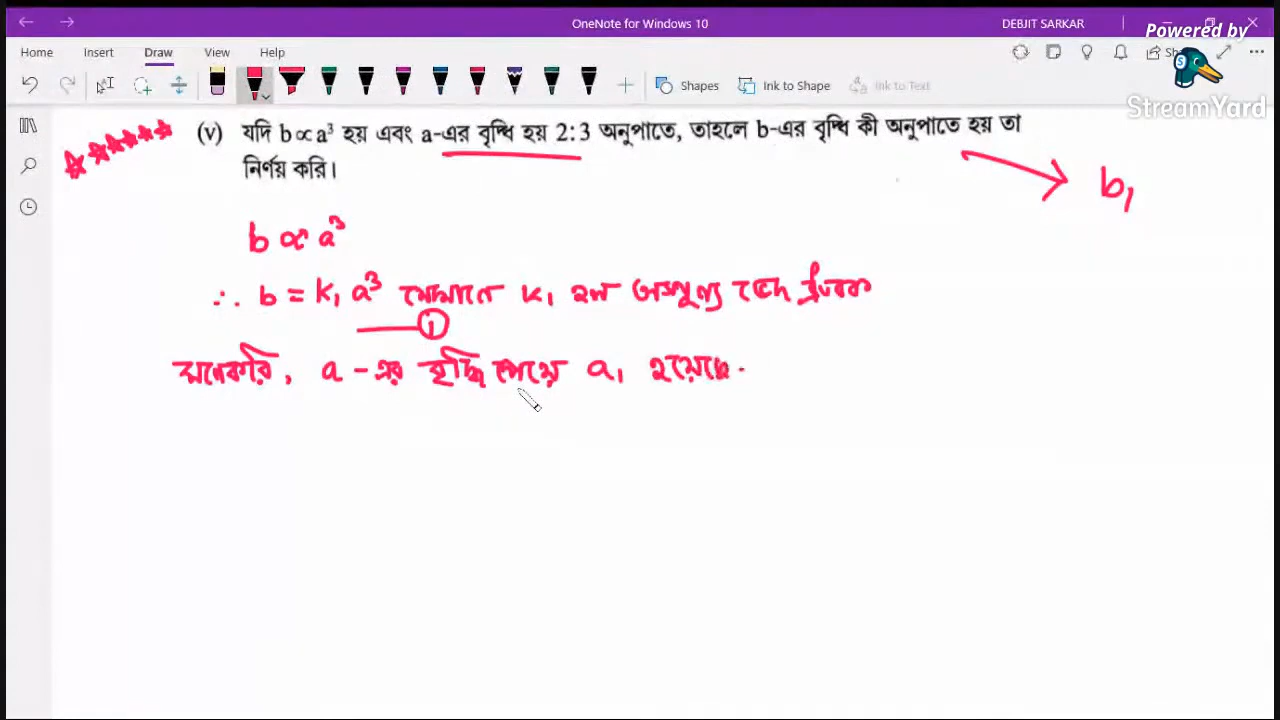 OneNote for Windows 10
DEBJIT SARKAR
Powered by
StreamYard
Home Insert Draw View Help
Shapes Ink to Shape Ink to Text
(v) যদি b∝a³ হয় এবং a-এর বৃদ্ধি হয় 2:3 অনুপাতে, তাহলে b-এর বৃদ্ধি কী অনুপাতে হয় তা
নির্ণয় করি।
b₁
b ∝ a³
∴ b = k₁ a³ যেখানে k₁ হল অশূন্য ভেদ ধ্রুবক
①
মনেকরি, a-এর বৃদ্ধি পেয়ে a₁ হয়েছে.